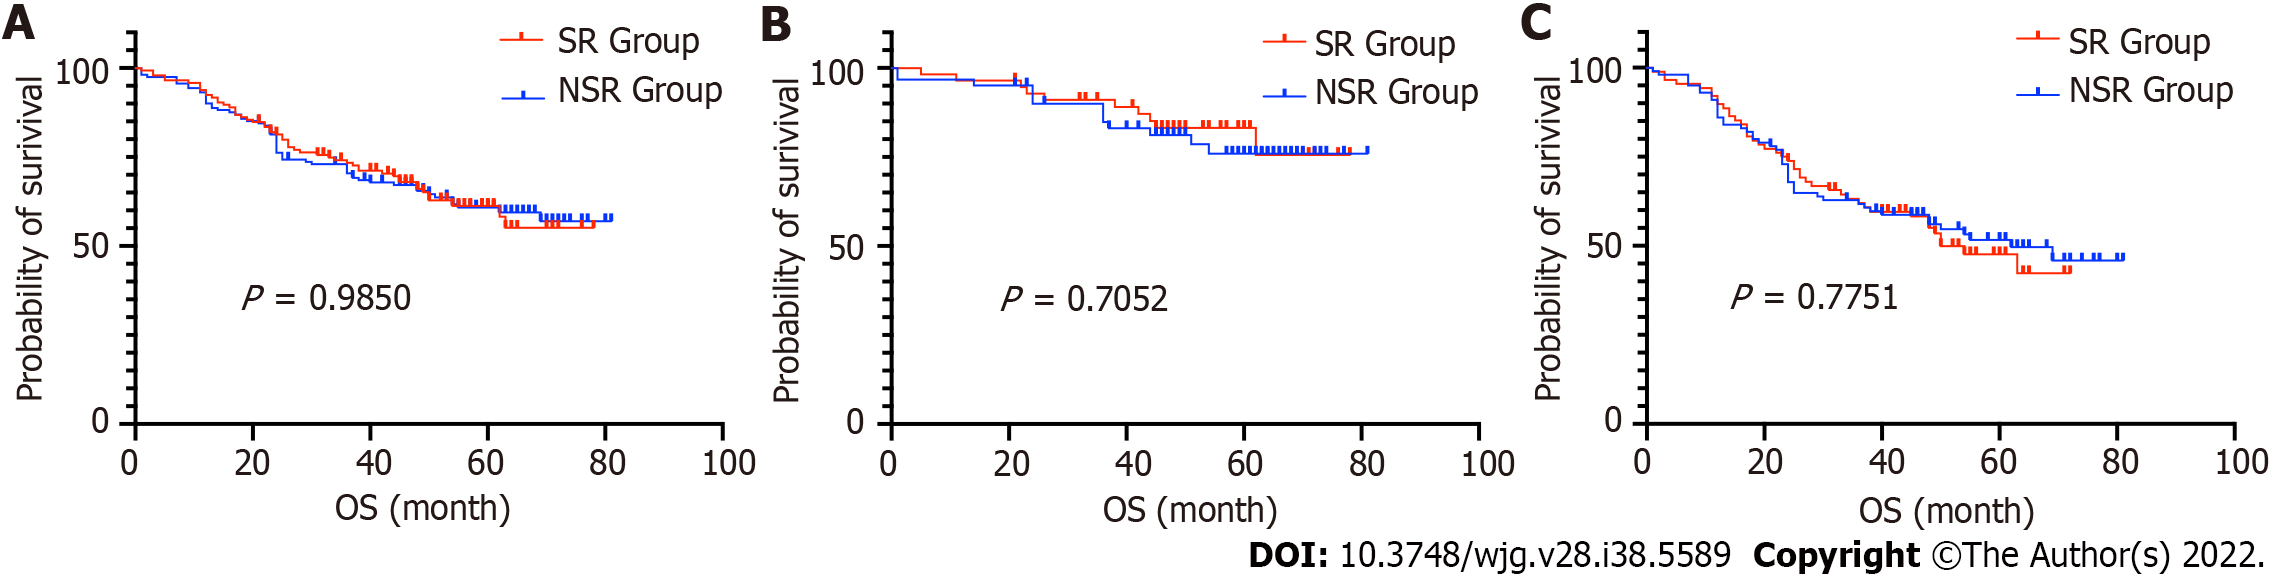 A
Probability of surivival
100
50
0
SR Group
NSR Group
P = 0.9850
0 20 40 60 80 100
OS (month)
B
Probability of surivival
100
50
0
SR Group
NSR Group
P = 0.7052
0 20 40 60 80 100
OS (month)
C
Probability of surivival
100
50
0
SR Group
NSR Group
P = 0.7751
0 20 40 60 80 100
OS (month)
DOI: 10.3748/wjg.v28.i38.5589 Copyright ©The Author(s) 2022.